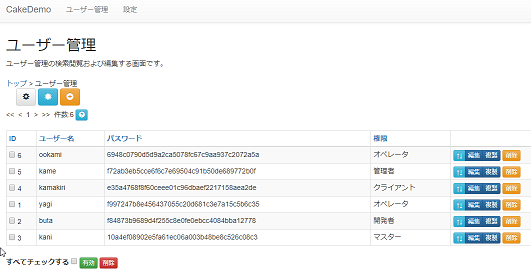 CakeDemo ユーザー管理 設定
ユーザー管理
ユーザー管理の検索閲覧および編集する画面です。
トップ > ユーザー管理
<< < 1 > >> 件数:6
ID ユーザー名 パスワード 権限
6 ookami 6948c0790d5d9a2ca5078fc67c9aa937c2072a5a オペレータ 編集 複製 削除
5 kame f72ab3eb5cce6f6c7e69504c91b50de689772b0f 管理者 編集 複製 削除
4 kamakiri e35a4768f8f60ceee01c96dbaef2217158aea2de クライアント 編集 複製 削除
1 yagi f997247b8e456437055c20d681c3e7a15c5b6c35 オペレータ 編集 複製 削除
2 buta f84873b9689d4f255c8e0fe0ebcc4084bba12778 開発者 編集 複製 削除
3 kani 10a4ef08902e5fa61ec06a003b48be8c526c08c3 マスター 編集 複製 削除
すべてチェックする 有効 削除